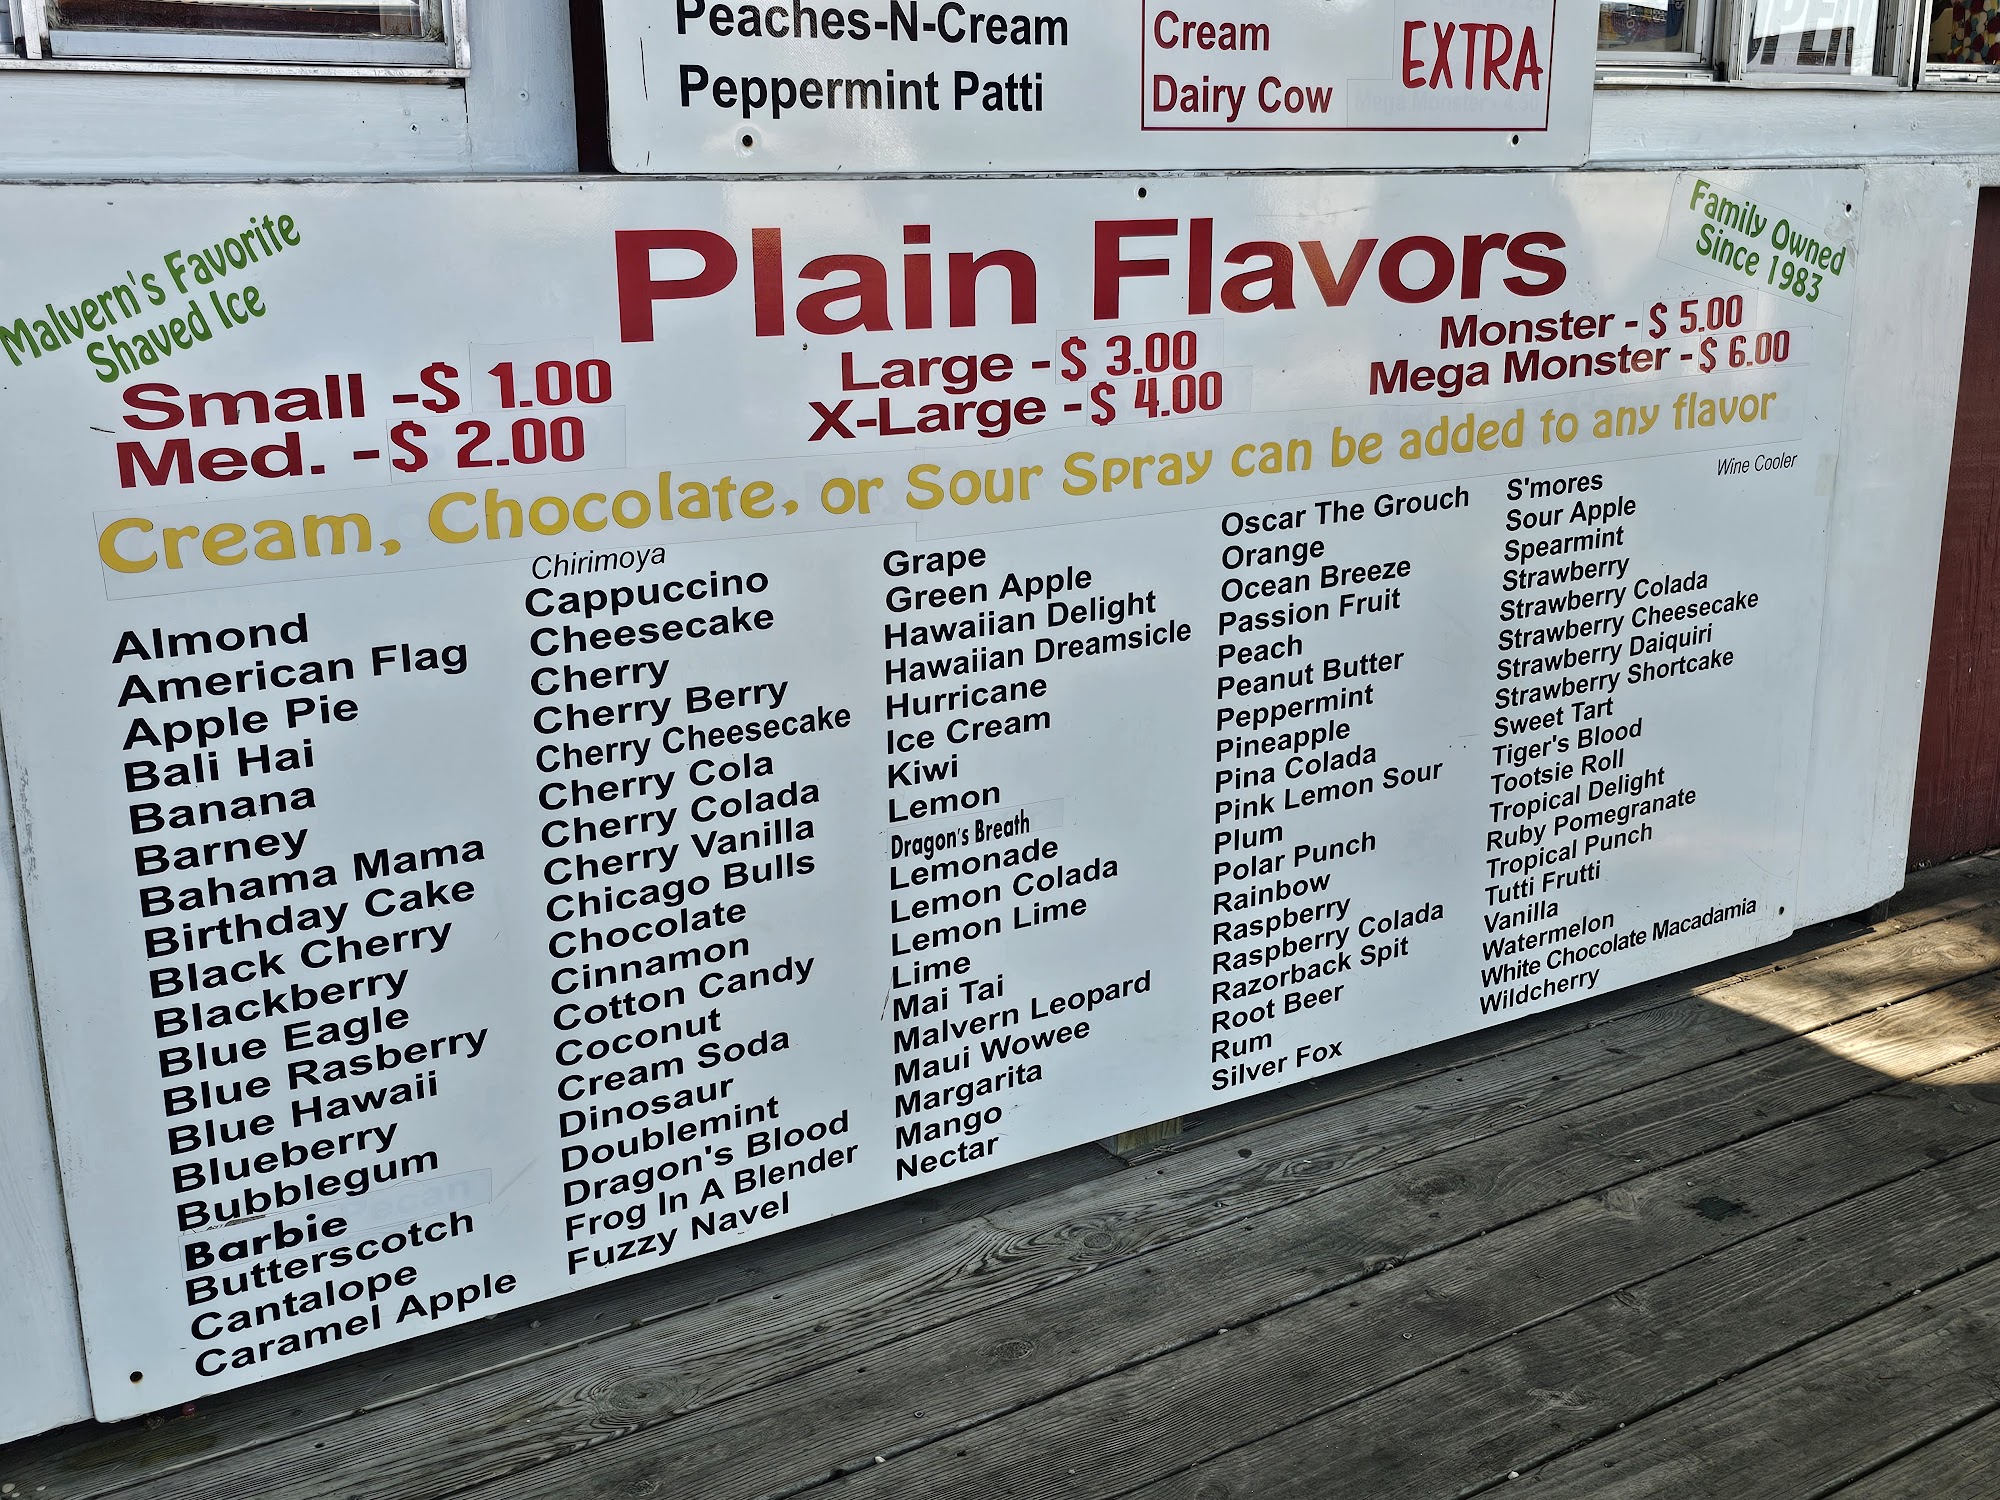 Peaches-N-Cream
Peppermint Patti
Cream
Dairy Cow
EXTRA
OPEN
Malvern's Favorite
Shaved Ice
Plain Flavors
Family Owned
Since 1983
Small - $ 1.00
Med. - $ 2.00
Large - $ 3.00
X-Large - $ 4.00
Monster - $ 5.00
Mega Monster - $ 6.00
Cream, Chocolate, or Sour Spray can be added to any flavor
Almond
American Flag
Apple Pie
Bali Hai
Banana
Barney
Bahama Mama
Birthday Cake
Black Cherry
Blackberry
Blue Eagle
Blue Rasberry
Blue Hawaii
Blueberry
Bubblegum
Barbie
Butterscotch
Cantalope
Caramel Apple
Chirimoya
Cappuccino
Cheesecake
Cherry
Cherry Berry
Cherry Cheesecake
Cherry Cola
Cherry Colada
Cherry Vanilla
Chicago Bulls
Chocolate
Cinnamon
Cotton Candy
Coconut
Cream Soda
Dinosaur
Doublemint
Dragon's Blood
Frog In A Blender
Fuzzy Navel
Grape
Green Apple
Hawaiian Delight
Hawaiian Dreamsicle
Hurricane
Ice Cream
Kiwi
Lemon
Dragon's Breath
Lemonade
Lemon Colada
Lemon Lime
Lime
Mai Tai
Malvern Leopard
Maui Wowee
Margarita
Mango
Nectar
Oscar The Grouch
Orange
Ocean Breeze
Passion Fruit
Peach
Peanut Butter
Peppermint
Pineapple
Pina Colada
Pink Lemon Sour
Plum
Polar Punch
Rainbow
Raspberry
Raspberry Colada
Razorback Spit
Root Beer
Rum
Silver Fox
S'mores
Sour Apple
Spearmint
Strawberry
Strawberry Colada
Strawberry Cheesecake
Strawberry Daiquiri
Strawberry Shortcake
Sweet Tart
Tiger's Blood
Tootsie Roll
Tropical Delight
Ruby Pomegranate
Tropical Punch
Tutti Frutti
Vanilla
Watermelon
White Chocolate Macadamia
Wildcherry
Wine Cooler